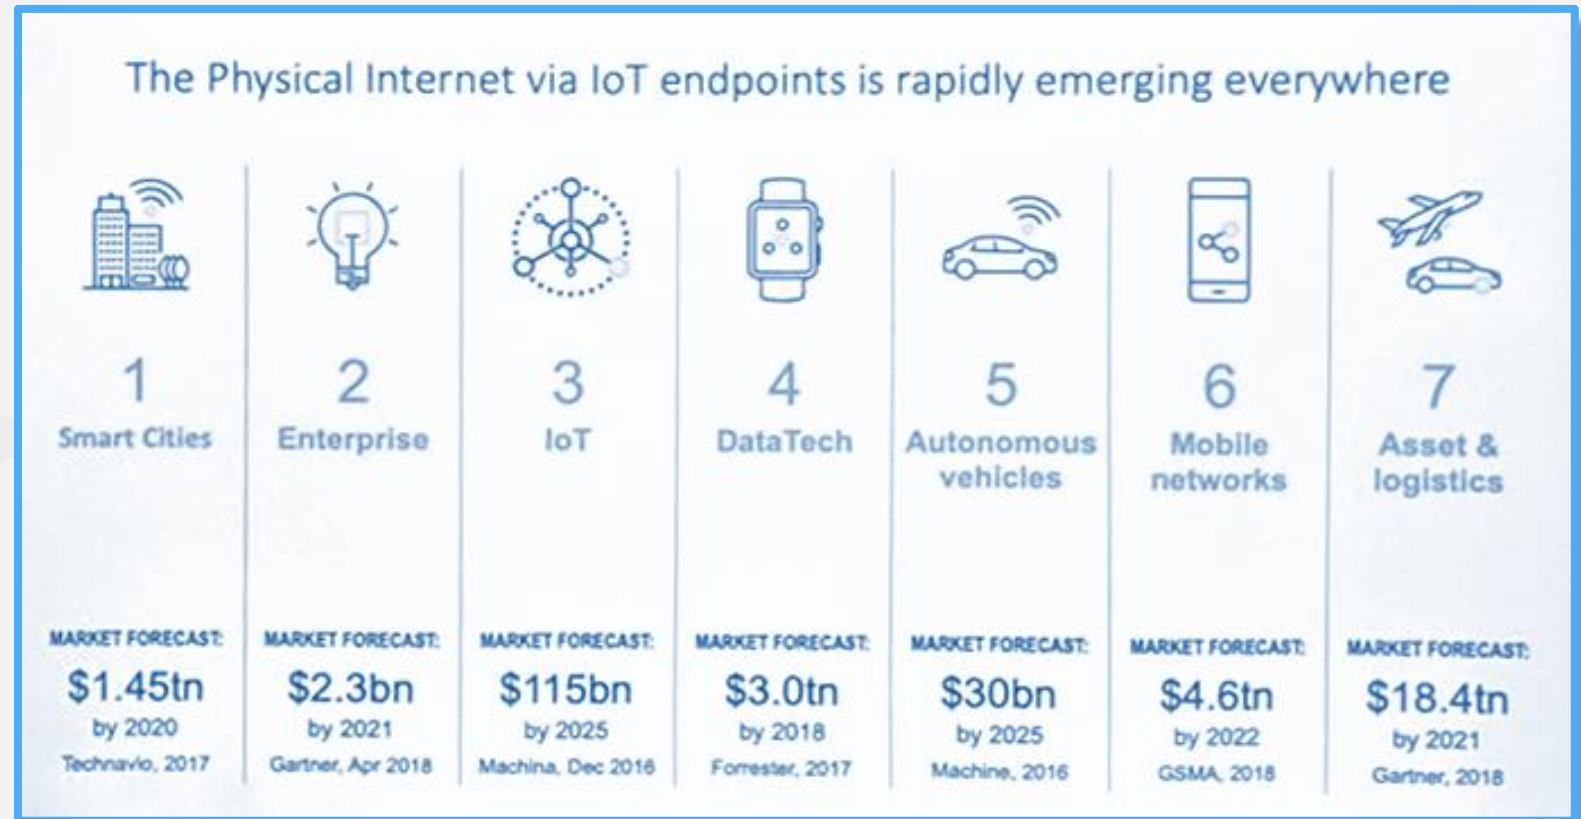 The Physical Internet via IoT endpoints is rapidly emerging everywhere
1
Smart Cities
MARKET FORECAST:
$1.45tn
by 2020
Technavio, 2017
2
Enterprise
MARKET FORECAST:
$2.3bn
by 2021
Gartner, Apr 2018
3
IoT
MARKET FORECAST:
$115bn
by 2025
Machina, Dec 2016
4
DataTech
MARKET FORECAST:
$3.0tn
by 2018
Forrester, 2017
5
Autonomous
vehicles
MARKET FORECAST:
$30bn
by 2025
Machine, 2016
6
Mobile
networks
MARKET FORECAST:
$4.6tn
by 2022
GSMA, 2018
7
Asset &
logistics
MARKET FORECAST:
$18.4tn
by 2021
Gartner, 2018